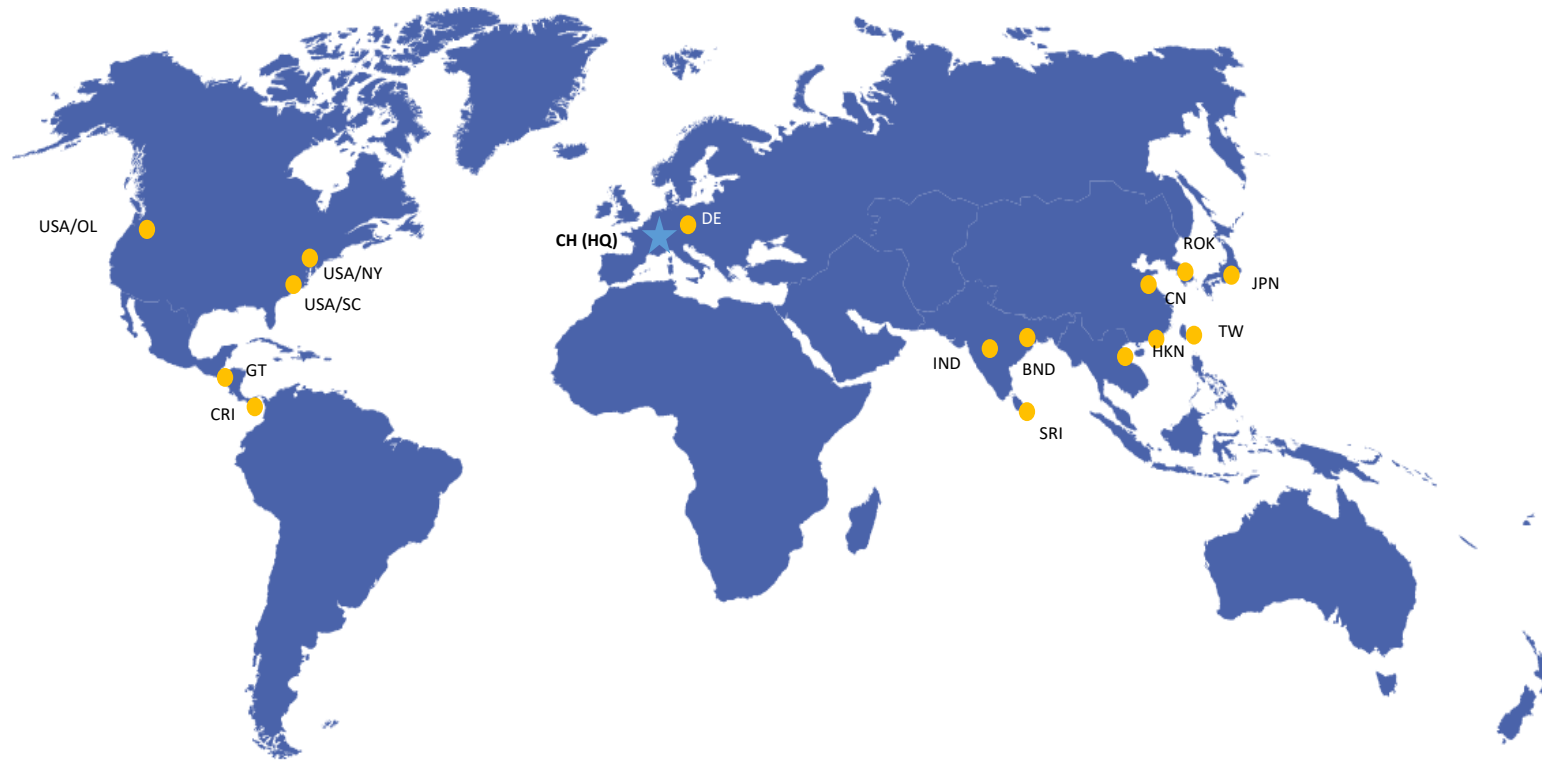 USA/OL
DE
CH (HQ)
ROK
USA/NY
JPN
CN
USA/SC
TW
HKN
IND
BND
GT
CRI
SRI